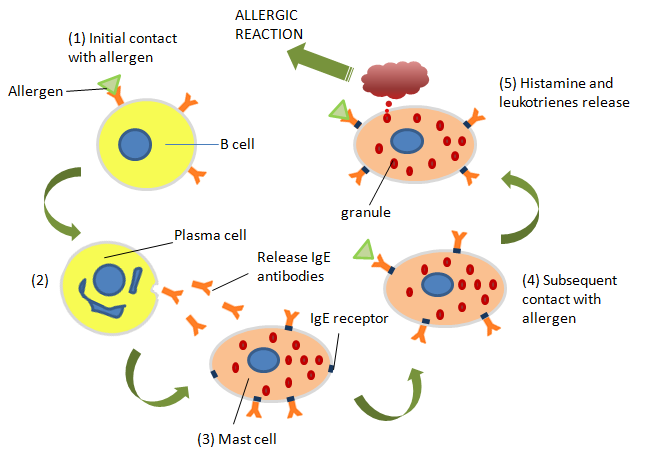 ALLERGIC
REACTION
(1) Initial contact
with allergen
Allergen
B cell
(5) Histamine and
leukotrienes release
granule
Plasma cell
(2)
Release IgE
antibodies
(4) Subsequent
contact with
allergen
IgE receptor
(3) Mast cell